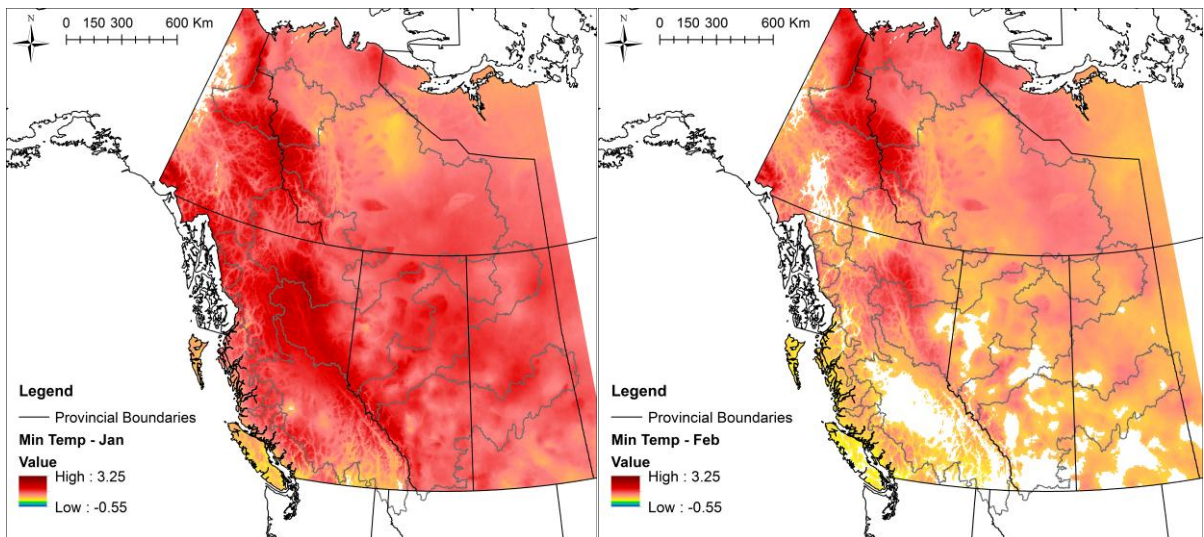 N
0 150 300 600 Km
Legend
Provincial Boundaries
Min Temp - Jan
Value
High : 3.25
Low : -0.55
N
0 150 300 600 Km
Legend
Provincial Boundaries
Min Temp - Feb
Value
High : 3.25
Low : -0.55